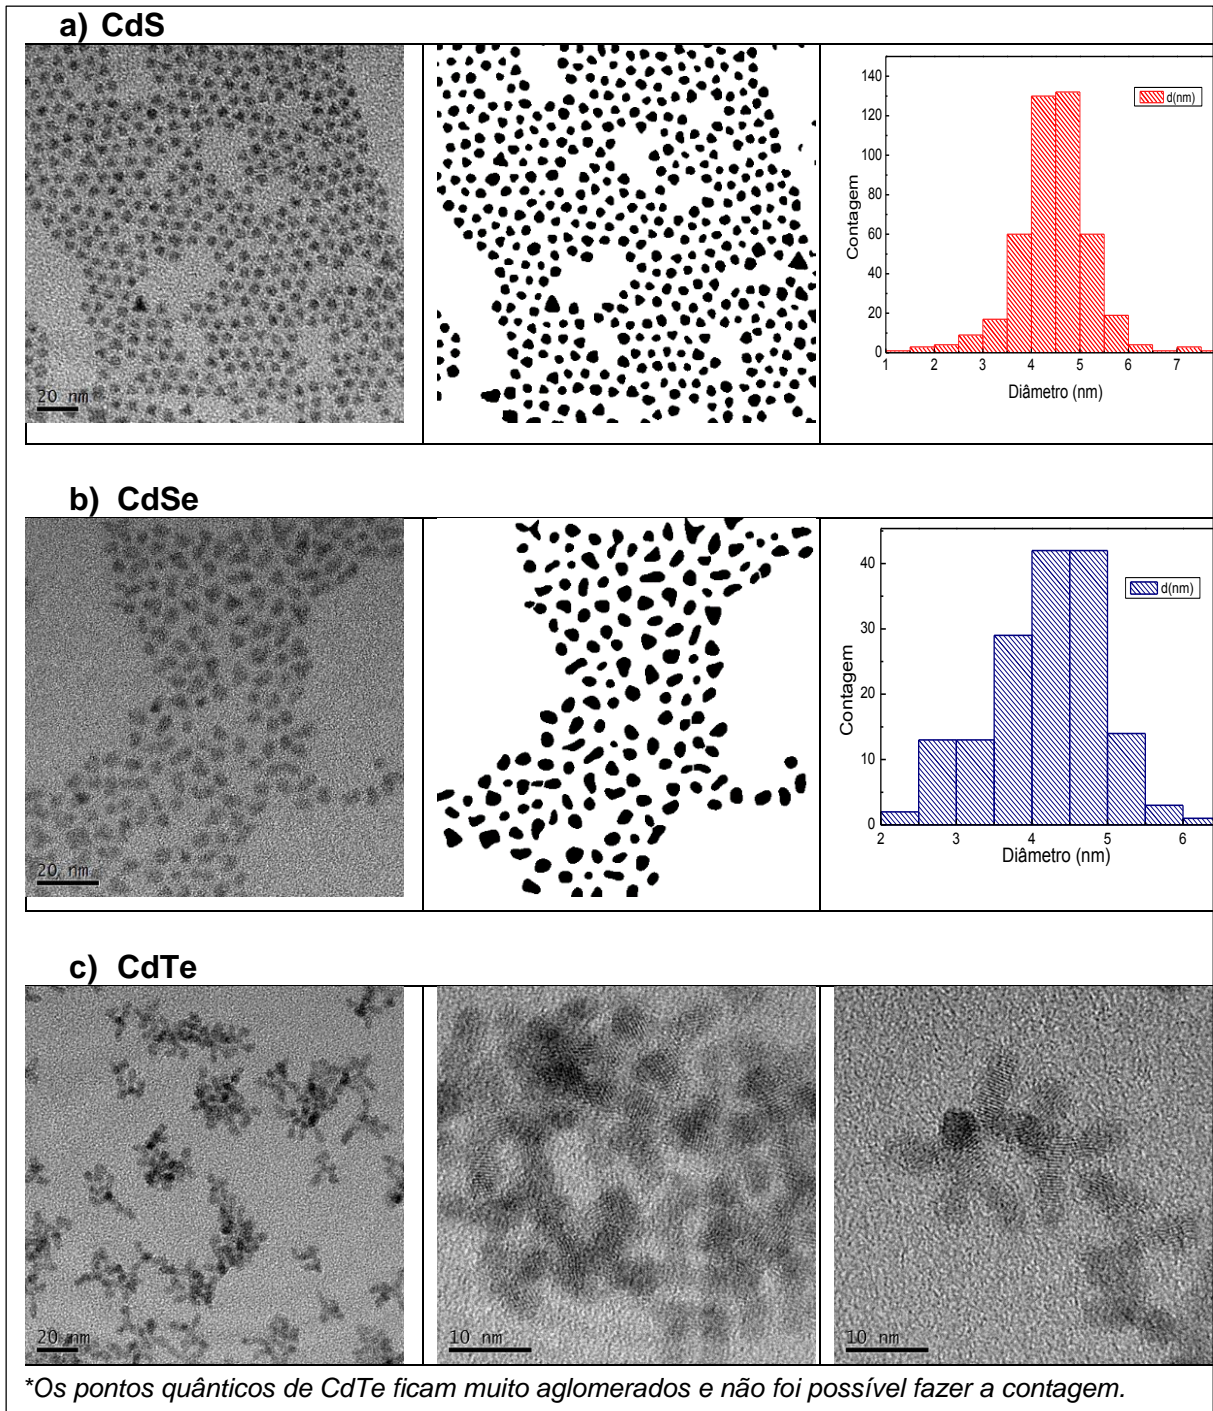 a) CdS
140
120
100
80
60
40
20
0
Contagem
d(nm)
1 2 3 4 5 6 7
Diâmetro (nm)
20 nm
b) CdSe
40
30
20
10
0
Contagem
d(nm)
2 3 4 5 6
Diâmetro (nm)
20 nm
c) CdTe
20 nm
10 nm
10 nm
*Os pontos quânticos de CdTe ficam muito aglomerados e não foi possível fazer a contagem.